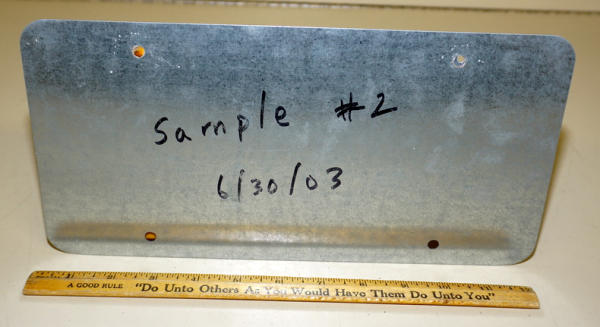 Sample #2
6/30/03
A GOOD RULE "Do Unto Others As You Would Have Them Do Unto You"